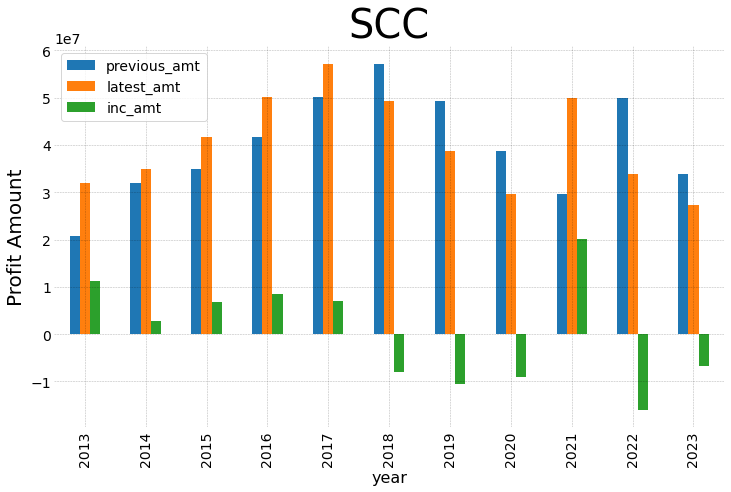 SCC
1e7
previous_amt
latest_amt
inc_amt
6
5
4
3
2
1
0
−1
Profit Amount
2013 2014 2015 2016 2017 2018 2019 2020 2021 2022 2023
year